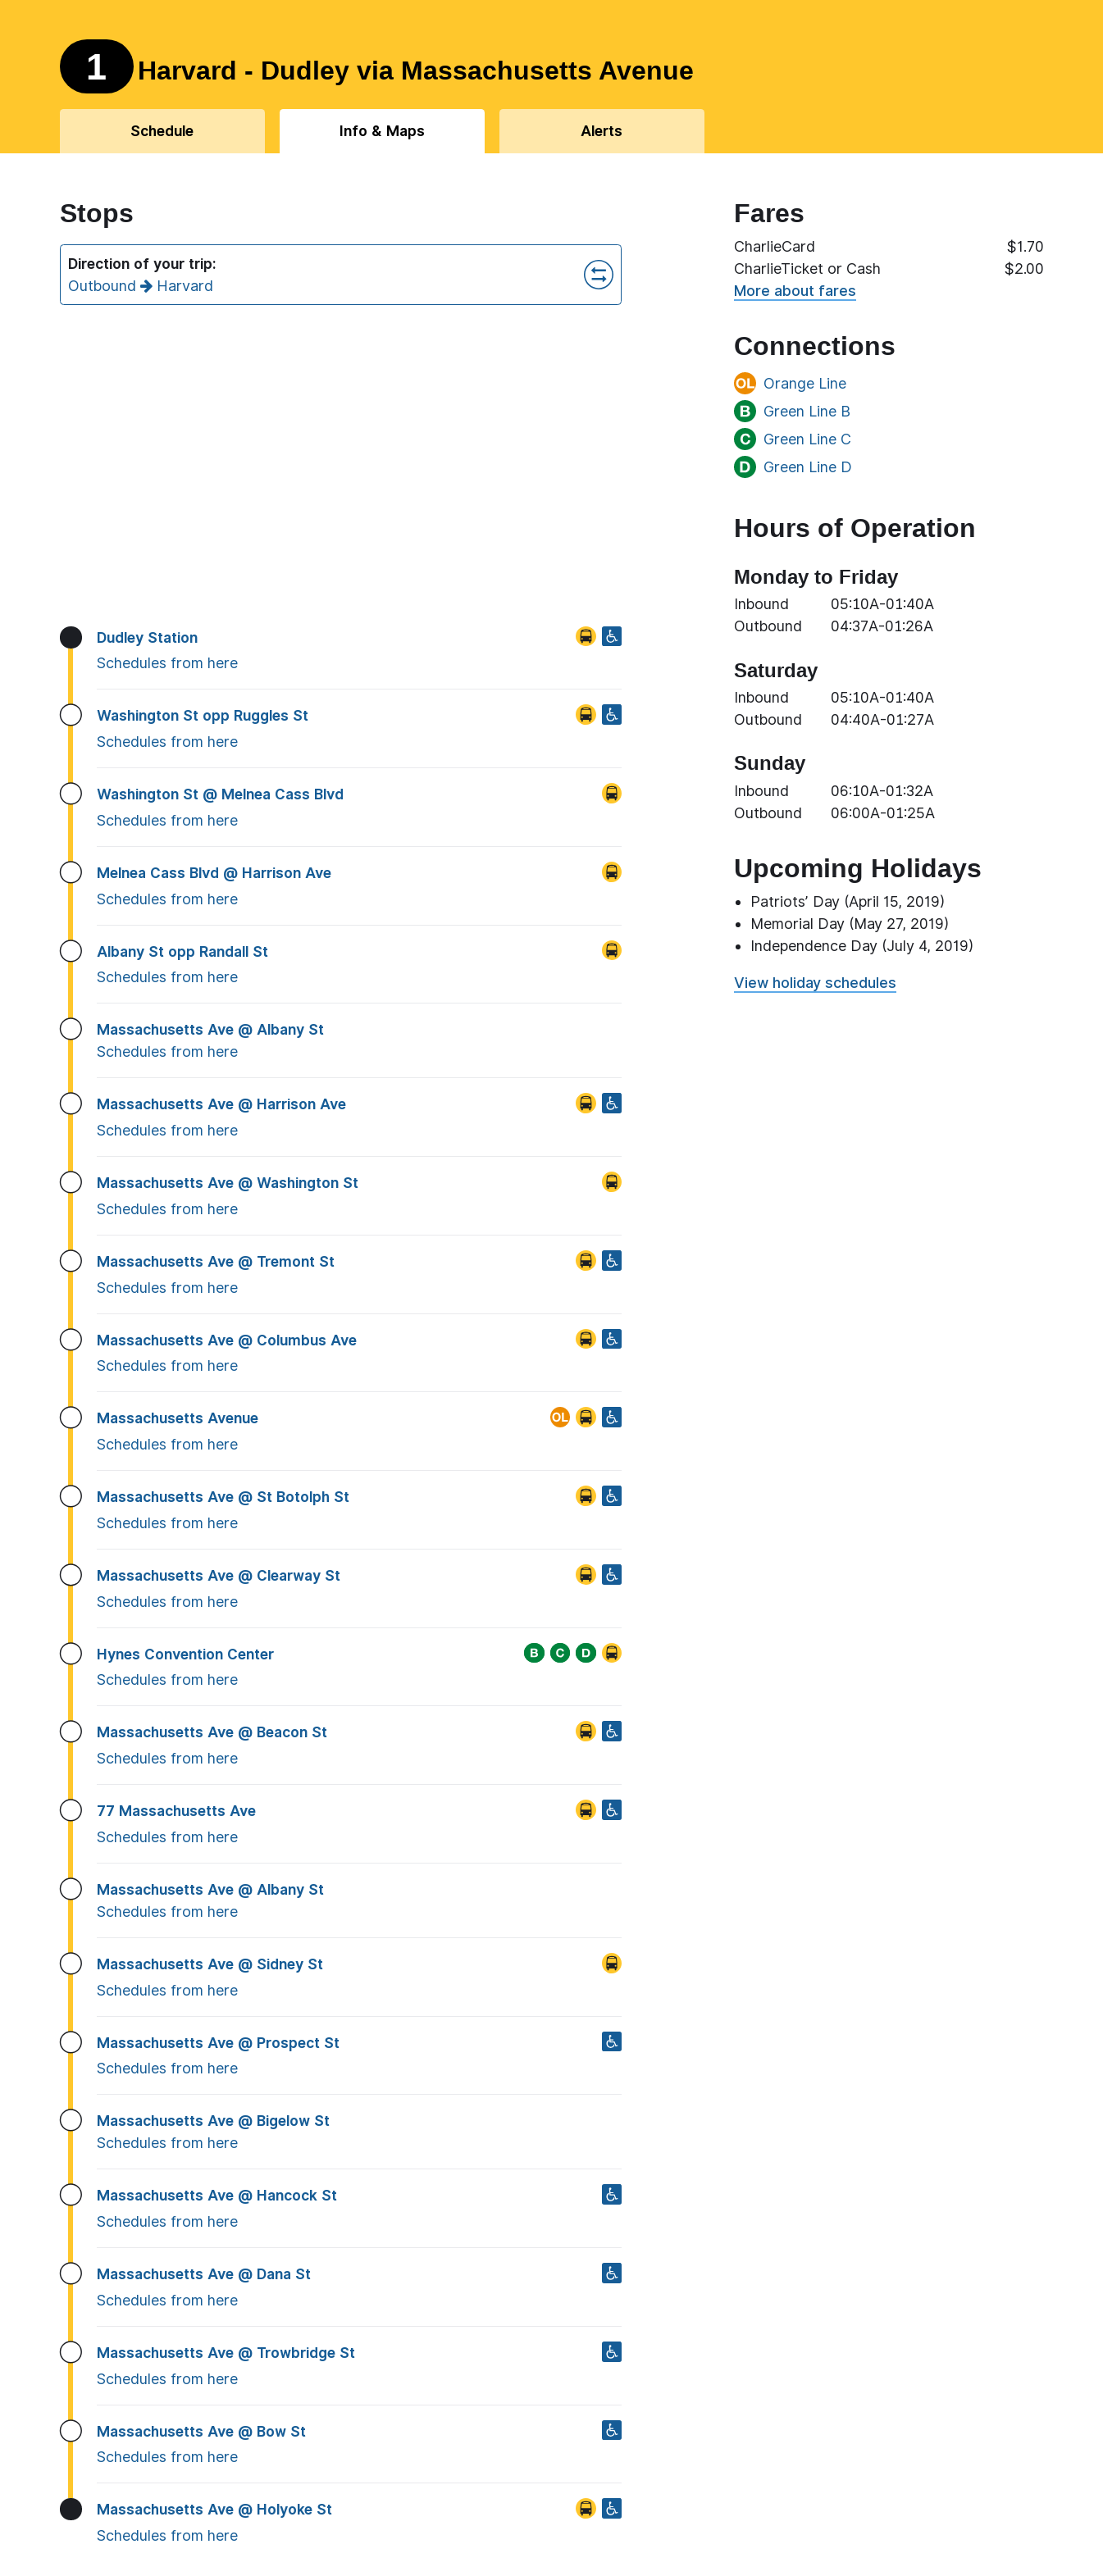 1 Harvard - Dudley via Massachusetts Avenue
Schedule
Info & Maps
Alerts
Stops
Direction of your trip:
Outbound Harvard
Dudley Station
Schedules from here
Washington St opp Ruggles St
Schedules from here
Washington St @ Melnea Cass Blvd
Schedules from here
Melnea Cass Blvd @ Harrison Ave
Schedules from here
Albany St opp Randall St
Schedules from here
Massachusetts Ave @ Albany St
Schedules from here
Massachusetts Ave @ Harrison Ave
Schedules from here
Massachusetts Ave @ Washington St
Schedules from here
Massachusetts Ave @ Tremont St
Schedules from here
Massachusetts Ave @ Columbus Ave
Schedules from here
Massachusetts Avenue OL
Schedules from here
Massachusetts Ave @ St Botolph St
Schedules from here
Massachusetts Ave @ Clearway St
Schedules from here
Hynes Convention Center B C D
Schedules from here
Massachusetts Ave @ Beacon St
Schedules from here
77 Massachusetts Ave
Schedules from here
Massachusetts Ave @ Albany St
Schedules from here
Massachusetts Ave @ Sidney St
Schedules from here
Massachusetts Ave @ Prospect St
Schedules from here
Massachusetts Ave @ Bigelow St
Schedules from here
Massachusetts Ave @ Hancock St
Schedules from here
Massachusetts Ave @ Dana St
Schedules from here
Massachusetts Ave @ Trowbridge St
Schedules from here
Massachusetts Ave @ Bow St
Schedules from here
Massachusetts Ave @ Holyoke St
Schedules from here
Fares
CharlieCard $1.70
CharlieTicket or Cash $2.00
More about fares
Connections
OL Orange Line
B Green Line B
C Green Line C
D Green Line D
Hours of Operation
Monday to Friday
Inbound 05:10A-01:40A
Outbound 04:37A-01:26A
Saturday
Inbound 05:10A-01:40A
Outbound 04:40A-01:27A
Sunday
Inbound 06:10A-01:32A
Outbound 06:00A-01:25A
Upcoming Holidays
• Patriots’ Day (April 15, 2019)
• Memorial Day (May 27, 2019)
• Independence Day (July 4, 2019)
View holiday schedules